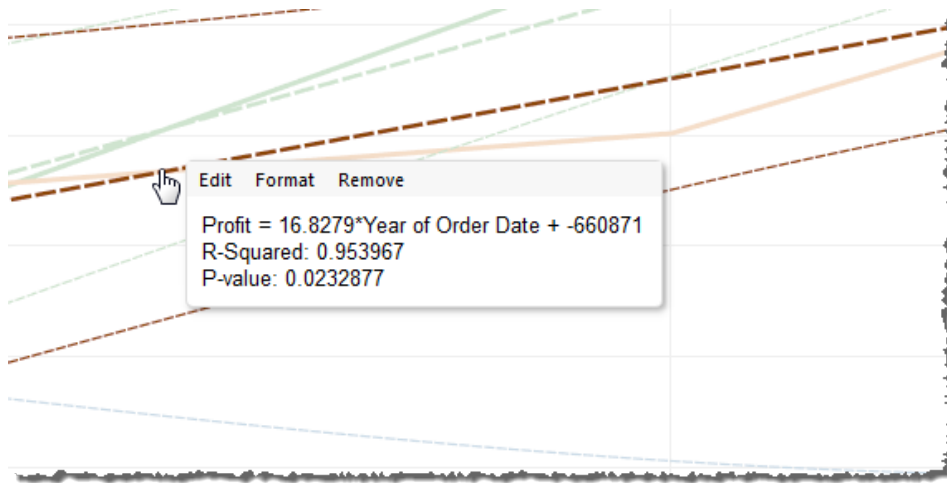 Edit Format Remove
Profit = 16.8279*Year of Order Date + -660871
R-Squared: 0.953967
P-value: 0.0232877